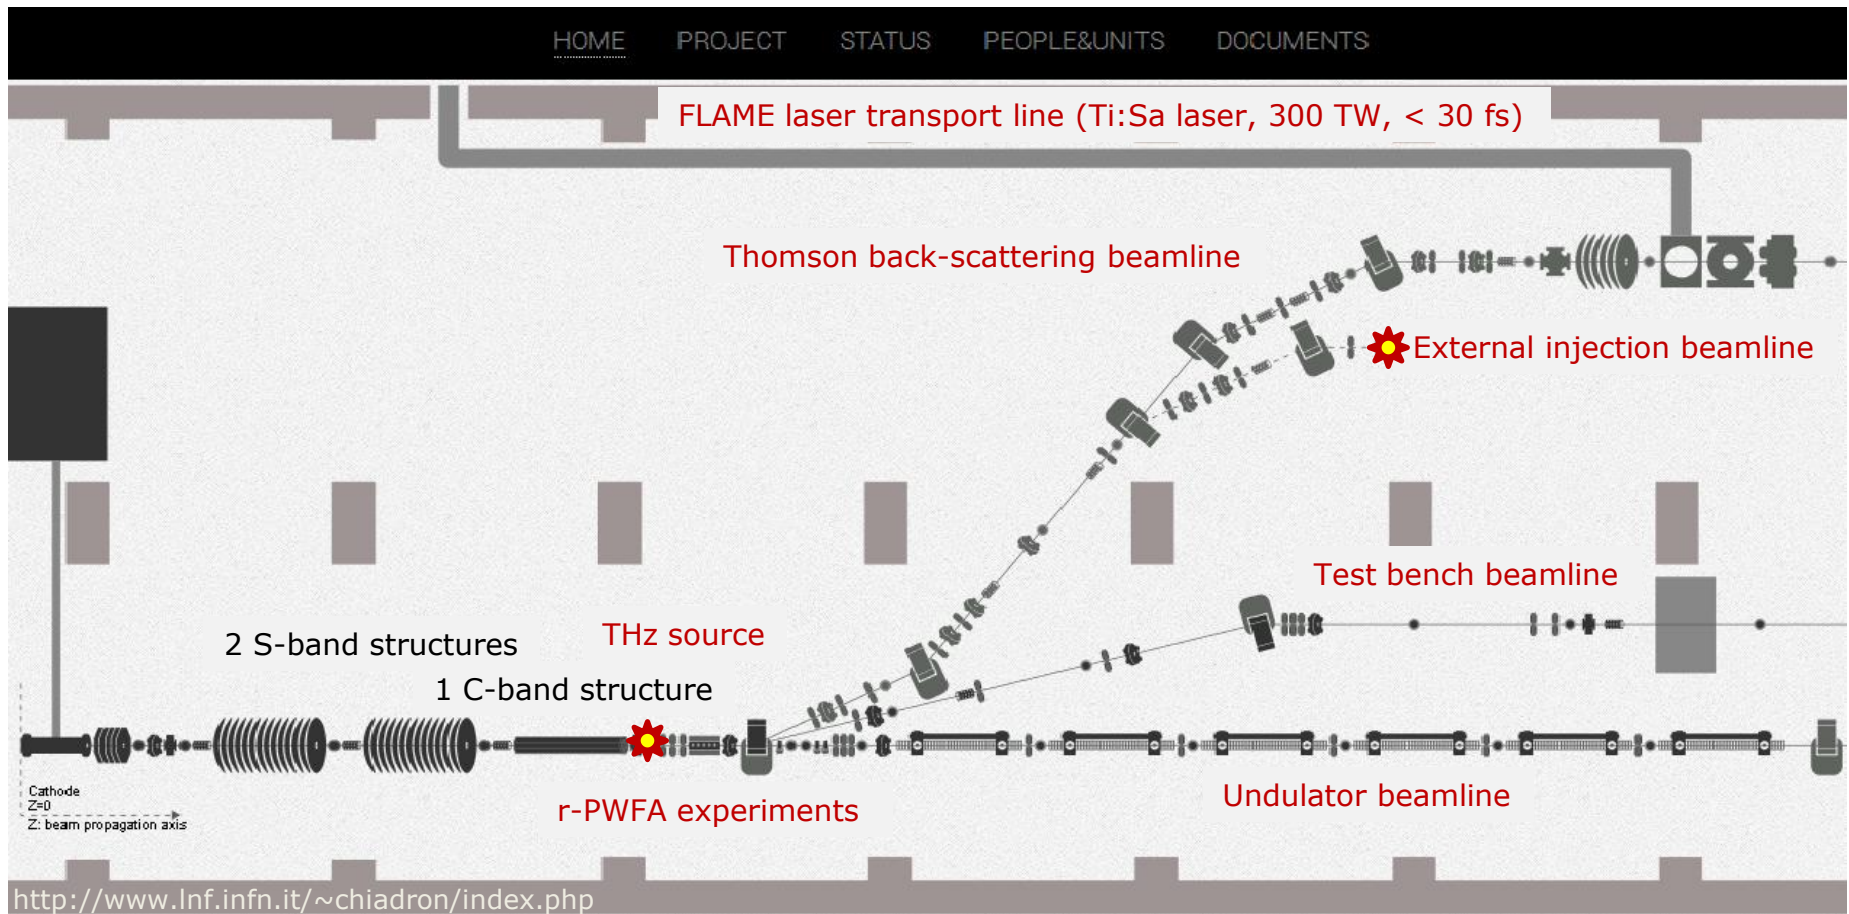 HOME PROJECT STATUS PEOPLE&UNITS DOCUMENTS
FLAME laser transport line (Ti:Sa laser, 300 TW, < 30 fs)
Thomson back-scattering beamline
External injection beamline
Test bench beamline
THz source
2 S-band structures
1 C-band structure
Cathode
Z=0
Z: beam propagation axis
r-PWFA experiments
Undulator beamline
http://www.lnf.infn.it/~chiadron/index.php